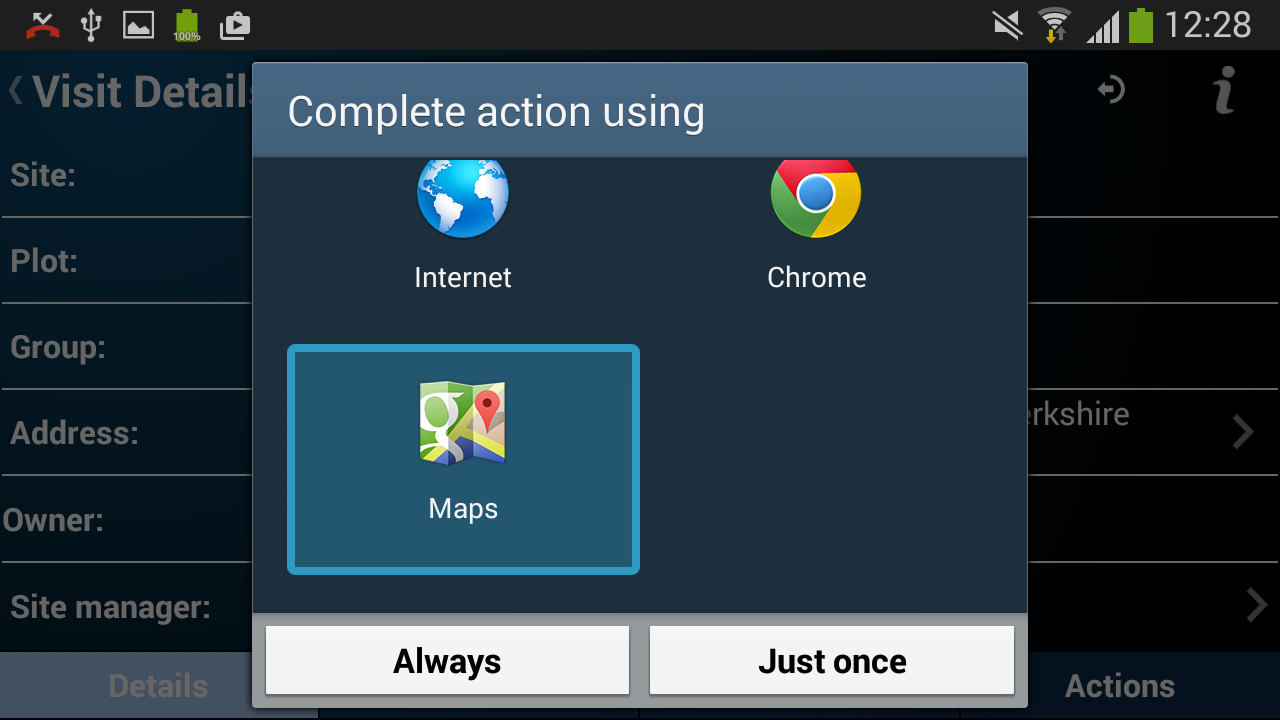 100%
12:28
Visit Details
Complete action using
Site:
Internet
Chrome
Plot:
Group:
Address:
erkshire
Maps
Owner:
Site manager:
Always
Just once
Details
Actions